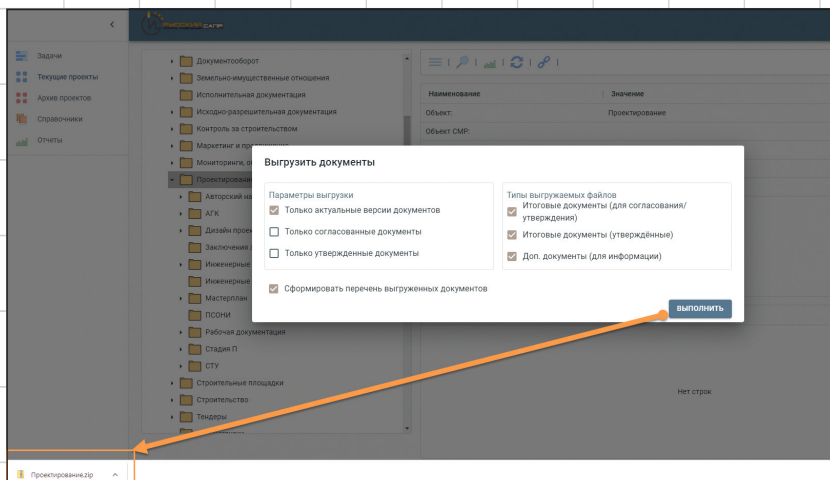 РУССКИЙ САПР
Задачи
Текущие проекты
Архив проектов
Справочники
Отчеты
Документооборот
Земельно-имущественные отношения
Исполнительная документация
Исходно-разрешительная документация
Контроль за строительством
Маркетинг и
Мониторинги,
Проектирование
Авторский
АГК
Дизайн
Заключения
Инженерные
Инженерные
Мастерплан
ПСОНИ
Рабочая документация
Стадия П
СТУ
Строительные площадки
Строительство
Тендеры
Наименование Значение
Объект: Проектирование
Объект СМР:
Выгрузить документы
Параметры выгрузки
Только актуальные версии документов
Только согласованные документы
Только утвержденные документы
Типы выгружаемых файлов
Итоговые документы (для согласования/
утверждения)
Итоговые документы (утверждённые)
Доп. документы (для информации)
Сформировать перечень выгруженных документов
ВЫПОЛНИТЬ
Нет строк
Проектирование.zip